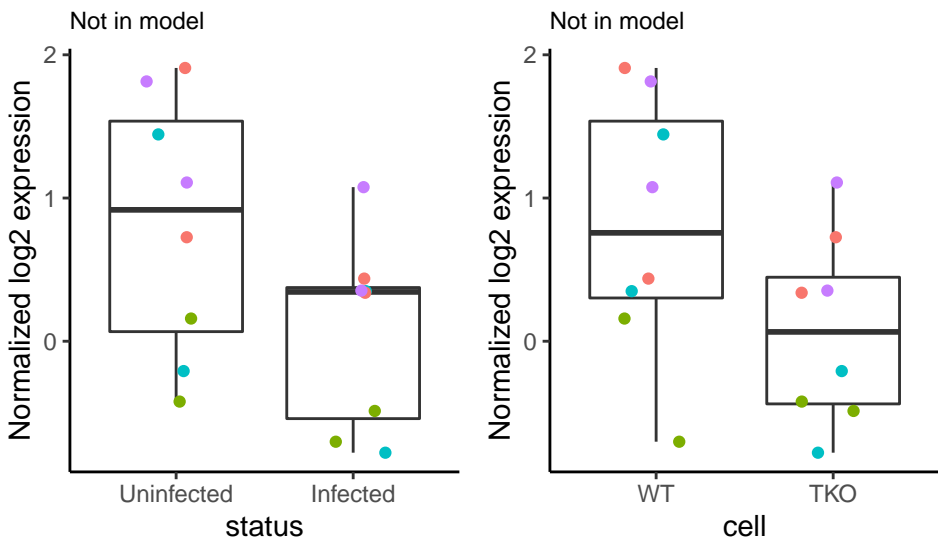 Not in model
Normalized log2 expression
2
1
0
Uninfected
Infected
status
Not in model
Normalized log2 expression
2
1
0
WT
TKO
cell